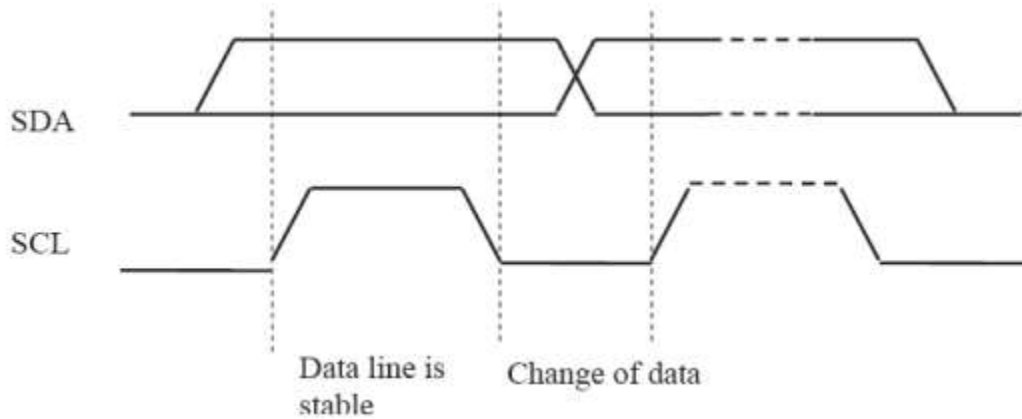 SDA
SCL
Data line is
stable
Change of data